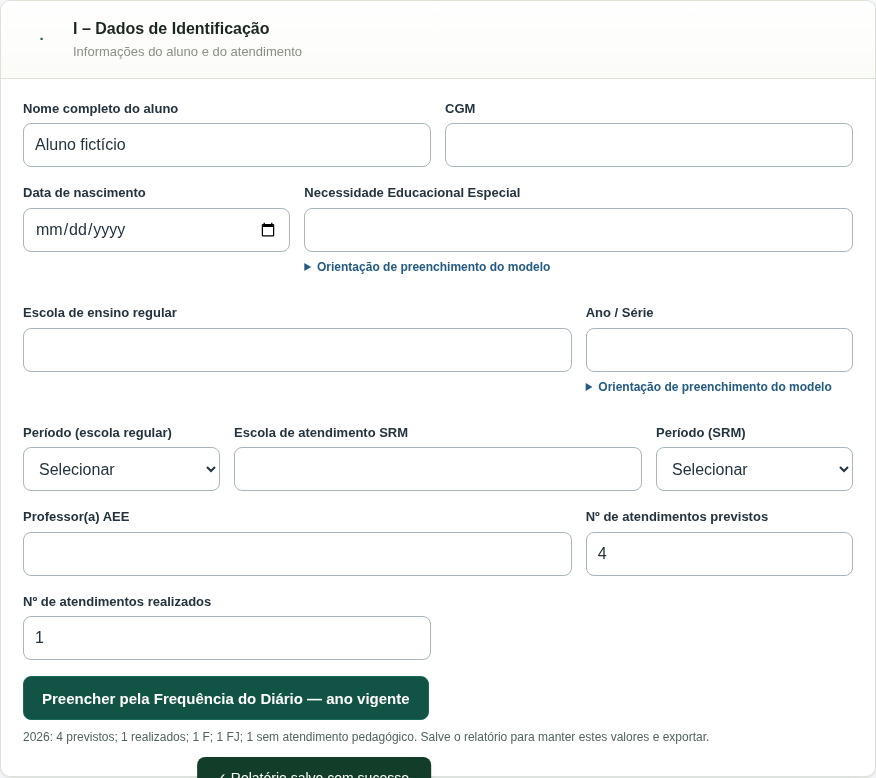 I – Dados de Identificação
Informações do aluno e do atendimento
Nome completo do aluno
CGM
Aluno fictício
Data de nascimento
Necessidade Educacional Especial
mm/dd/yyyy
Orientação de preenchimento do modelo
Escola de ensino regular
Ano / Série
Orientação de preenchimento do modelo
Período (escola regular)
Escola de atendimento SRM
Período (SRM)
Selecionar
Selecionar
Professor(a) AEE
Nº de atendimentos previstos
4
Nº de atendimentos realizados
1
Preencher pela Frequência do Diário — ano vigente
2026: 4 previstos; 1 realizados; 1 F; 1 FJ; 1 sem atendimento pedagógico. Salve o relatório para manter estes valores e exportar.
✓ Relatório salvo com sucesso